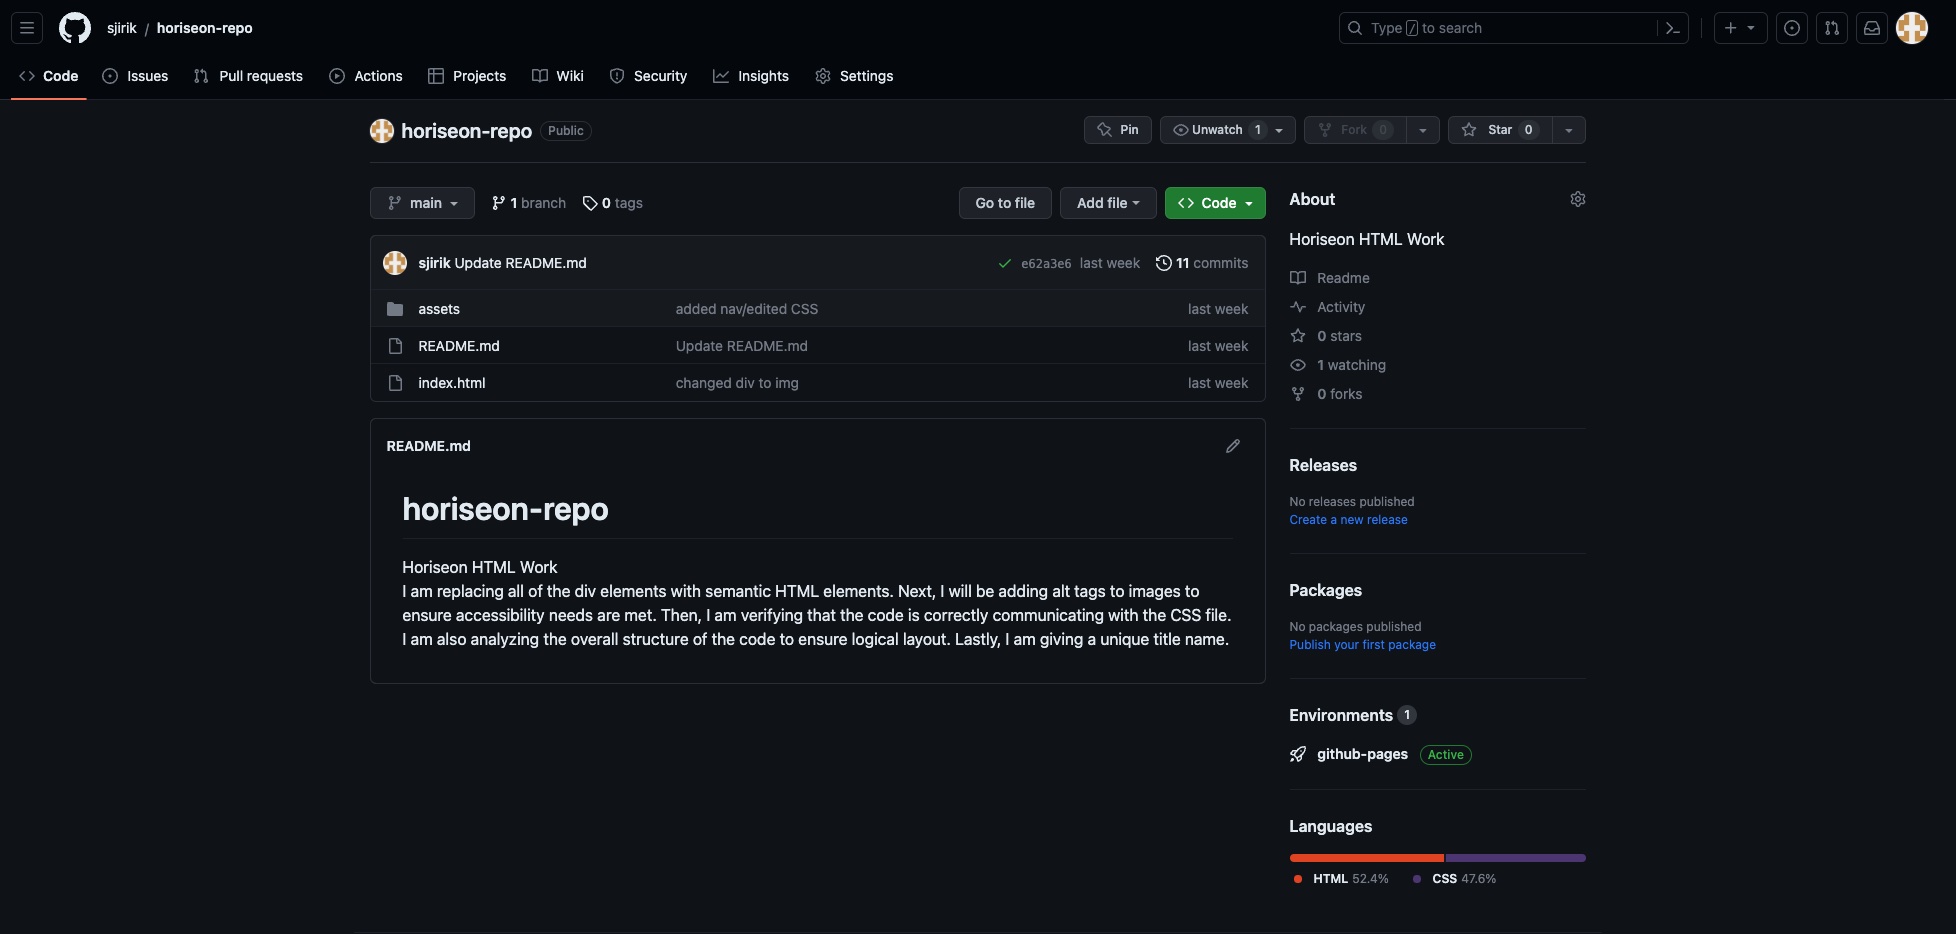 sjirik / horiseon-repo
Type / to search
Code Issues Pull requests Actions Projects Wiki Security Insights Settings
horiseon-repo Public
Pin Unwatch 1 Fork 0 Star 0
main 1 branch 0 tags Go to file Add file Code
sjirik Update README.md e62a3e6 last week 11 commits
assets added nav/edited CSS last week
README.md Update README.md last week
index.html changed div to img last week
README.md
horiseon-repo
Horiseon HTML Work
I am replacing all of the div elements with semantic HTML elements. Next, I will be adding alt tags to images to
ensure accessibility needs are met. Then, I am verifying that the code is correctly communicating with the CSS file.
I am also analyzing the overall structure of the code to ensure logical layout. Lastly, I am giving a unique title name.
About
Horiseon HTML Work
Readme
Activity
0 stars
1 watching
0 forks
Releases
No releases published
Create a new release
Packages
No packages published
Publish your first package
Environments 1
github-pages Active
Languages
HTML 52.4% CSS 47.6%